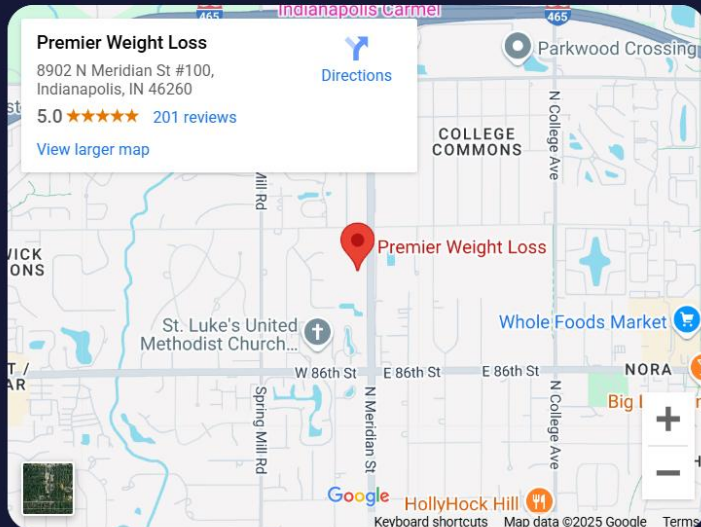 Indianapolis Carmel
465
465
Premier Weight Loss
8902 N Meridian St #100,
Indianapolis, IN 46260
5.0
201 reviews
View larger map
Directions
Parkwood Crossing
COLLEGE
COMMONS
N College Ave
Mill Rd
Premier Weight Loss
St. Luke's United
Methodist Church...
Whole Foods Market
W 86th St
E 86th St
E 86th St
NORA
Big
Spring Mill Rd
N Meridian St
N College Ave
+
−
Google
HollyHock Hill
Keyboard shortcuts
Map data ©2025 Google
Terms